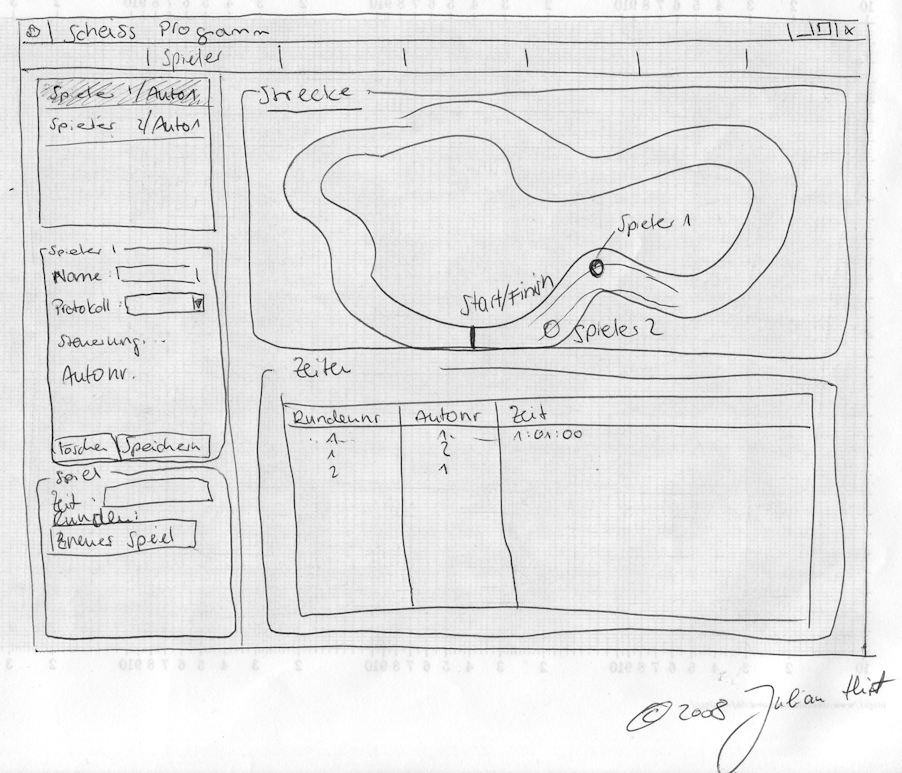 Scheiss Programm
Spieler
Spieler 1/Auto1
Spieler 2/Auto1
Spieler 1
Name:
Protokoll:
Steuerung...
Autonr.
Löschen Speichern
Spiel
Zeit:
Runden:
neues Spiel
Strecke
Spieler 1
Start/Finish
Spieler 2
Zeiten
Rundennr Autonr Zeit
1 1 1:01:00
1 2
2 1
© 2008 Julian